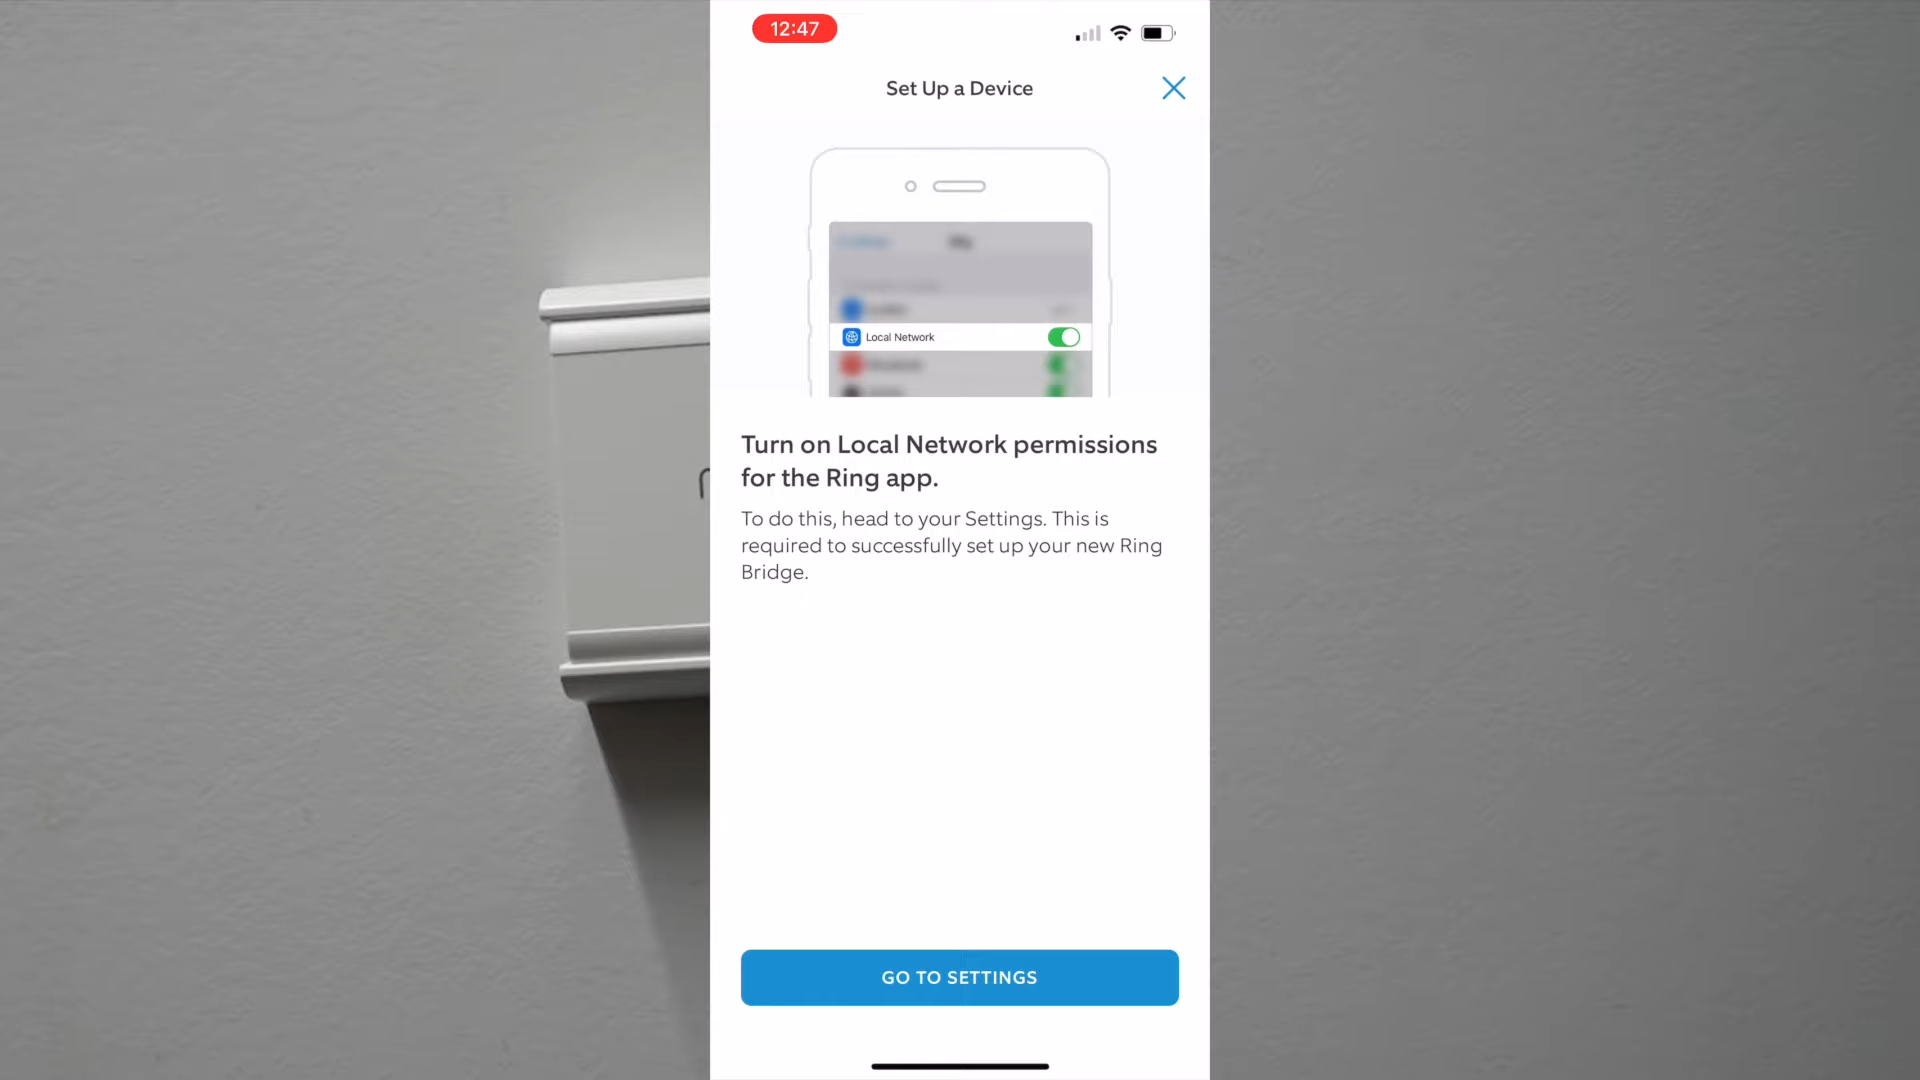 12:47
Set Up a Device
Local Network
Turn on Local Network permissions
for the Ring app.
To do this, head to your Settings. This is
required to successfully set up your new Ring
Bridge.
GO TO SETTINGS